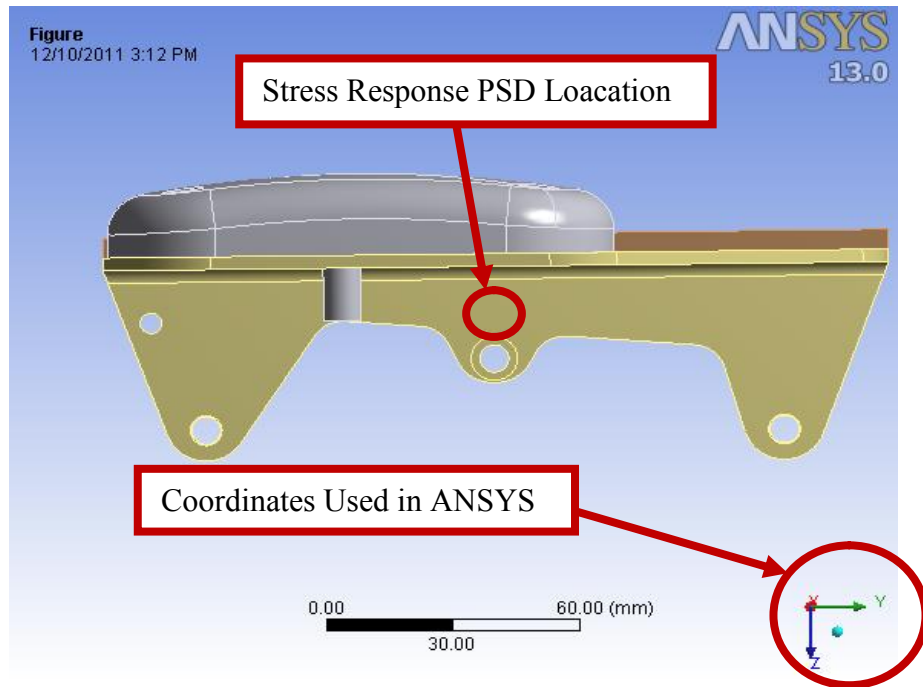 Figure
12/10/2011 3:12 PM
ANSYS
13.0
Stress Response PSD Loacation
Coordinates Used in ANSYS
0.00 60.00 (mm)
30.00
X Y
Z